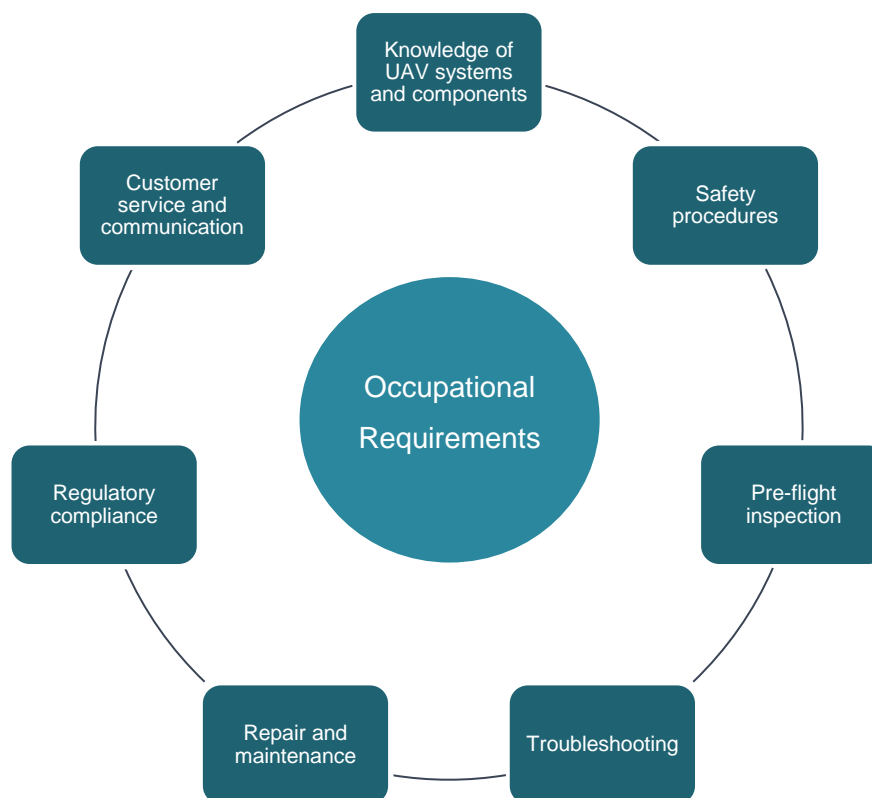 Knowledge of
UAV systems
and components
Safety
procedures
Pre-flight
inspection
Troubleshooting
Repair and
maintenance
Regulatory
compliance
Customer
service and
communication
Occupational
Requirements